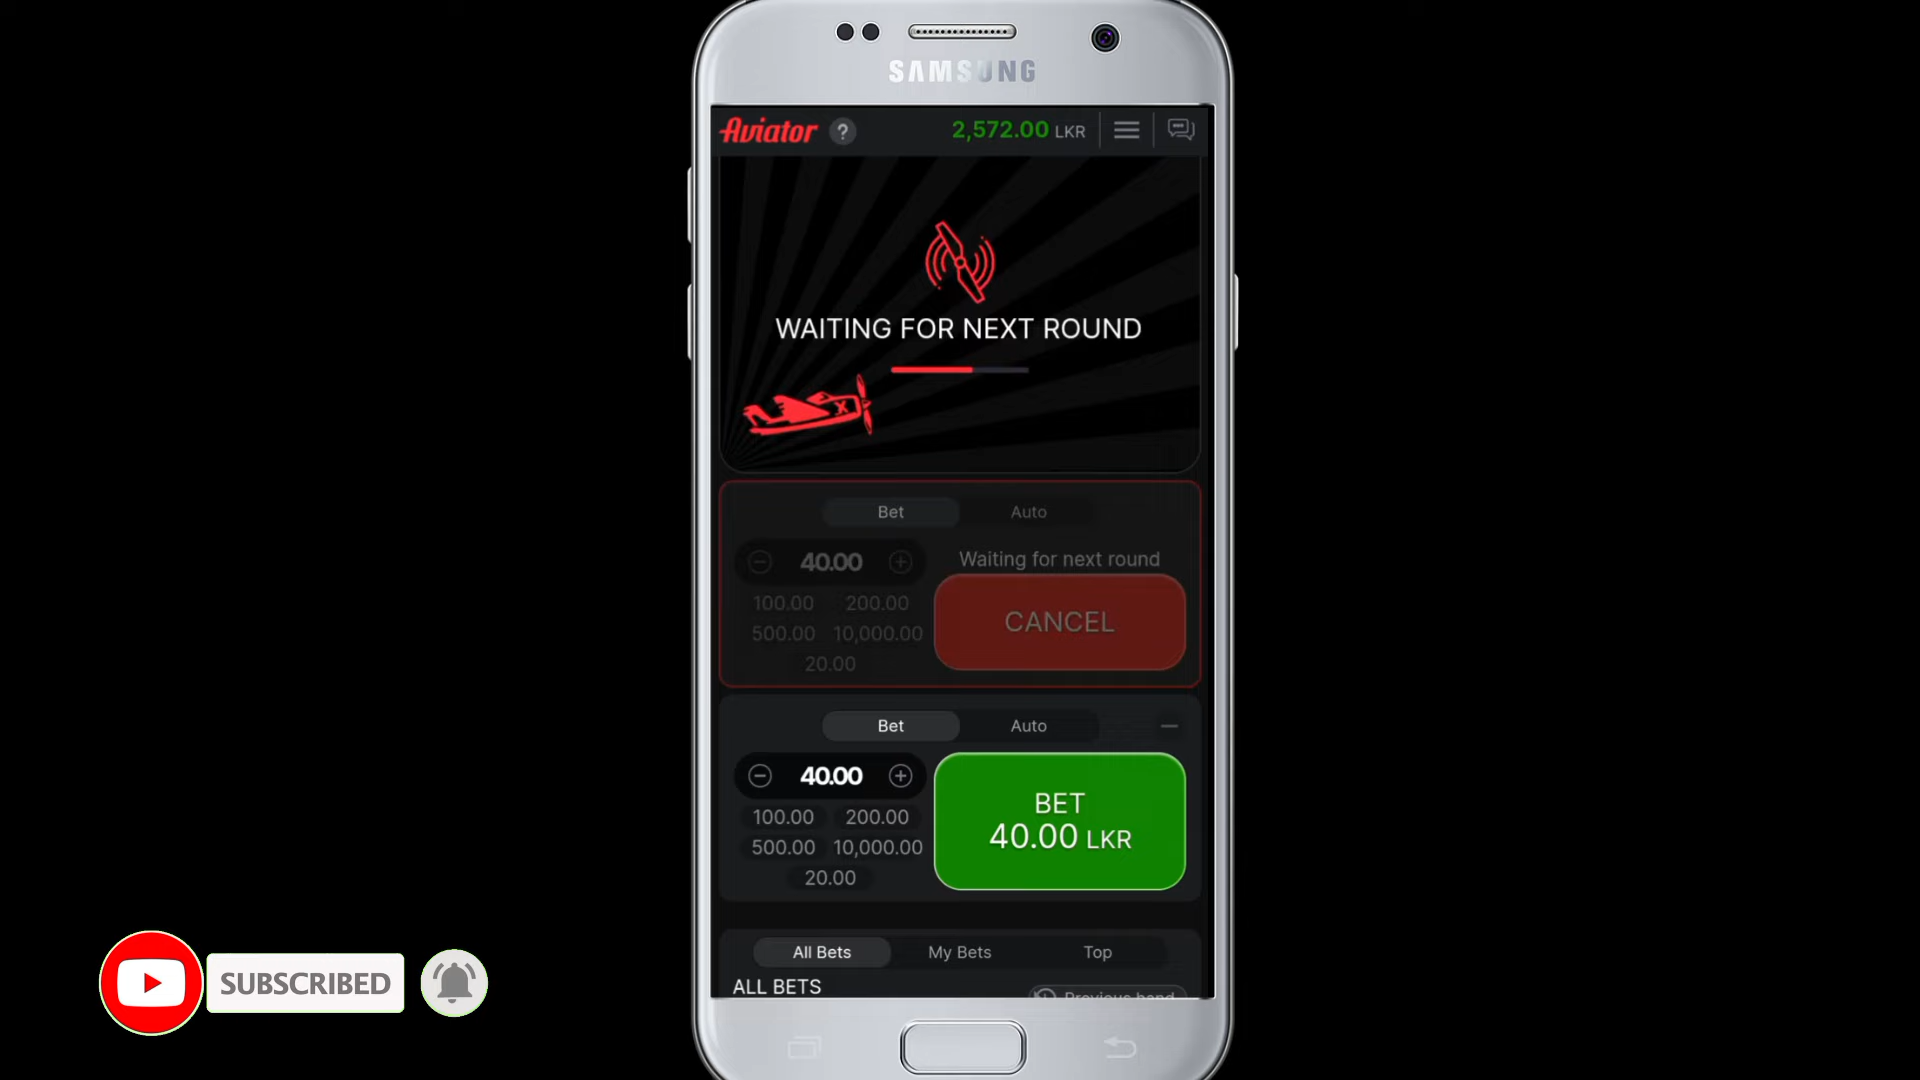 SAMSUNG
Aviator ? 2,572.00 LKR
WAITING FOR NEXT ROUND
X
Bet Auto
40.00 Waiting for next round
100.00 200.00
CANCEL
500.00 10,000.00
20.00
Bet Auto
40.00
BET
100.00 200.00
40.00 LKR
500.00 10,000.00
20.00
All Bets My Bets Top
ALL BETS
Previous hand
SUBSCRIBED